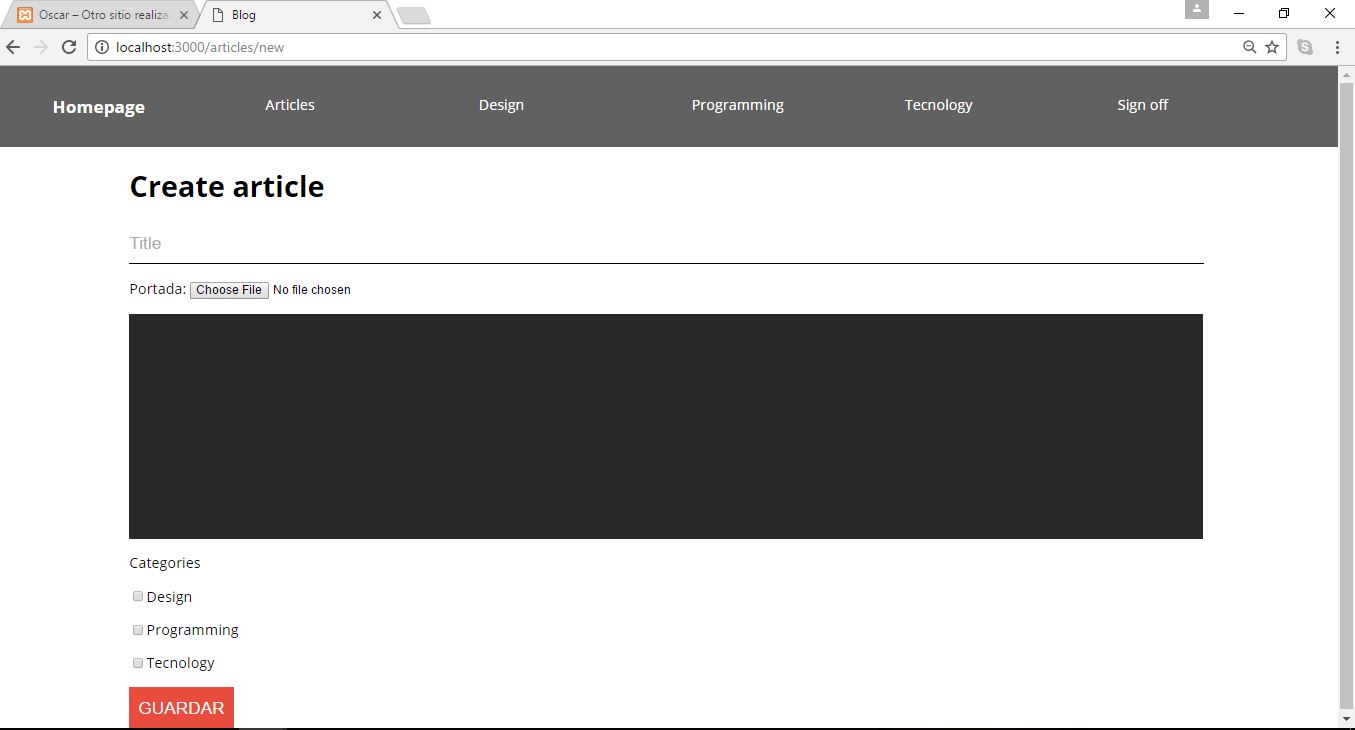 Oscar – Otro sitio realiza
Blog
localhost:3000/articles/new
Homepage Articles Design Programming Tecnology Sign off
Create article
Title
Portada: Choose File No file chosen
Categories
Design
Programming
Tecnology
GUARDAR